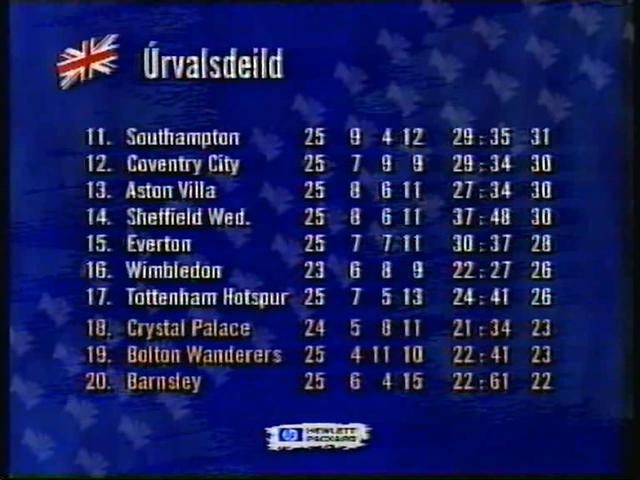 Úrvalsdeild
11. Southampton 25 9 4 12 29:35 31
12. Coventry City 25 7 9 9 29:34 30
13. Aston Villa 25 8 6 11 27:34 30
14. Sheffield Wed. 25 8 6 11 37:48 30
15. Everton 25 7 7 11 30:37 28
16. Wimbledon 23 6 8 9 22:27 26
17. Tottenham Hotspur 25 7 5 13 24:41 26
18. Crystal Palace 24 5 8 11 21:34 23
19. Bolton Wanderers 25 4 11 10 22:41 23
20. Barnsley 25 6 4 15 22:61 22
hp HEWLETT
PACKARD